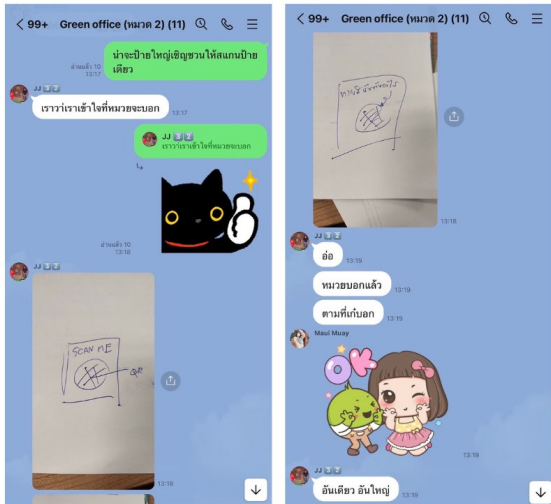 < 99+ Green office (หมวด 2) (11)
น่าจะป้ายใหญ่เชิญชวนให้สแกนป้าย
เดียว
อ่านแล้ว 10
13:17
JJ
เราว่าเราเข้าใจที่หมวยจะบอก
13:17
JJ
เราว่าเราเข้าใจที่หมวยจะบอก
อ่านแล้ว 10
13:18
JJ
SCAN ME
QR
13:18
< 99+ Green office (หมวด 2) (11)
13:18
JJ
อ๋อ
13:19
หมวยบอกแล้ว
13:19
ตามที่เก๋บอก
13:19
Maui Muay
OK
13:19
JJ
อันเดียว อันใหญ่
13:19